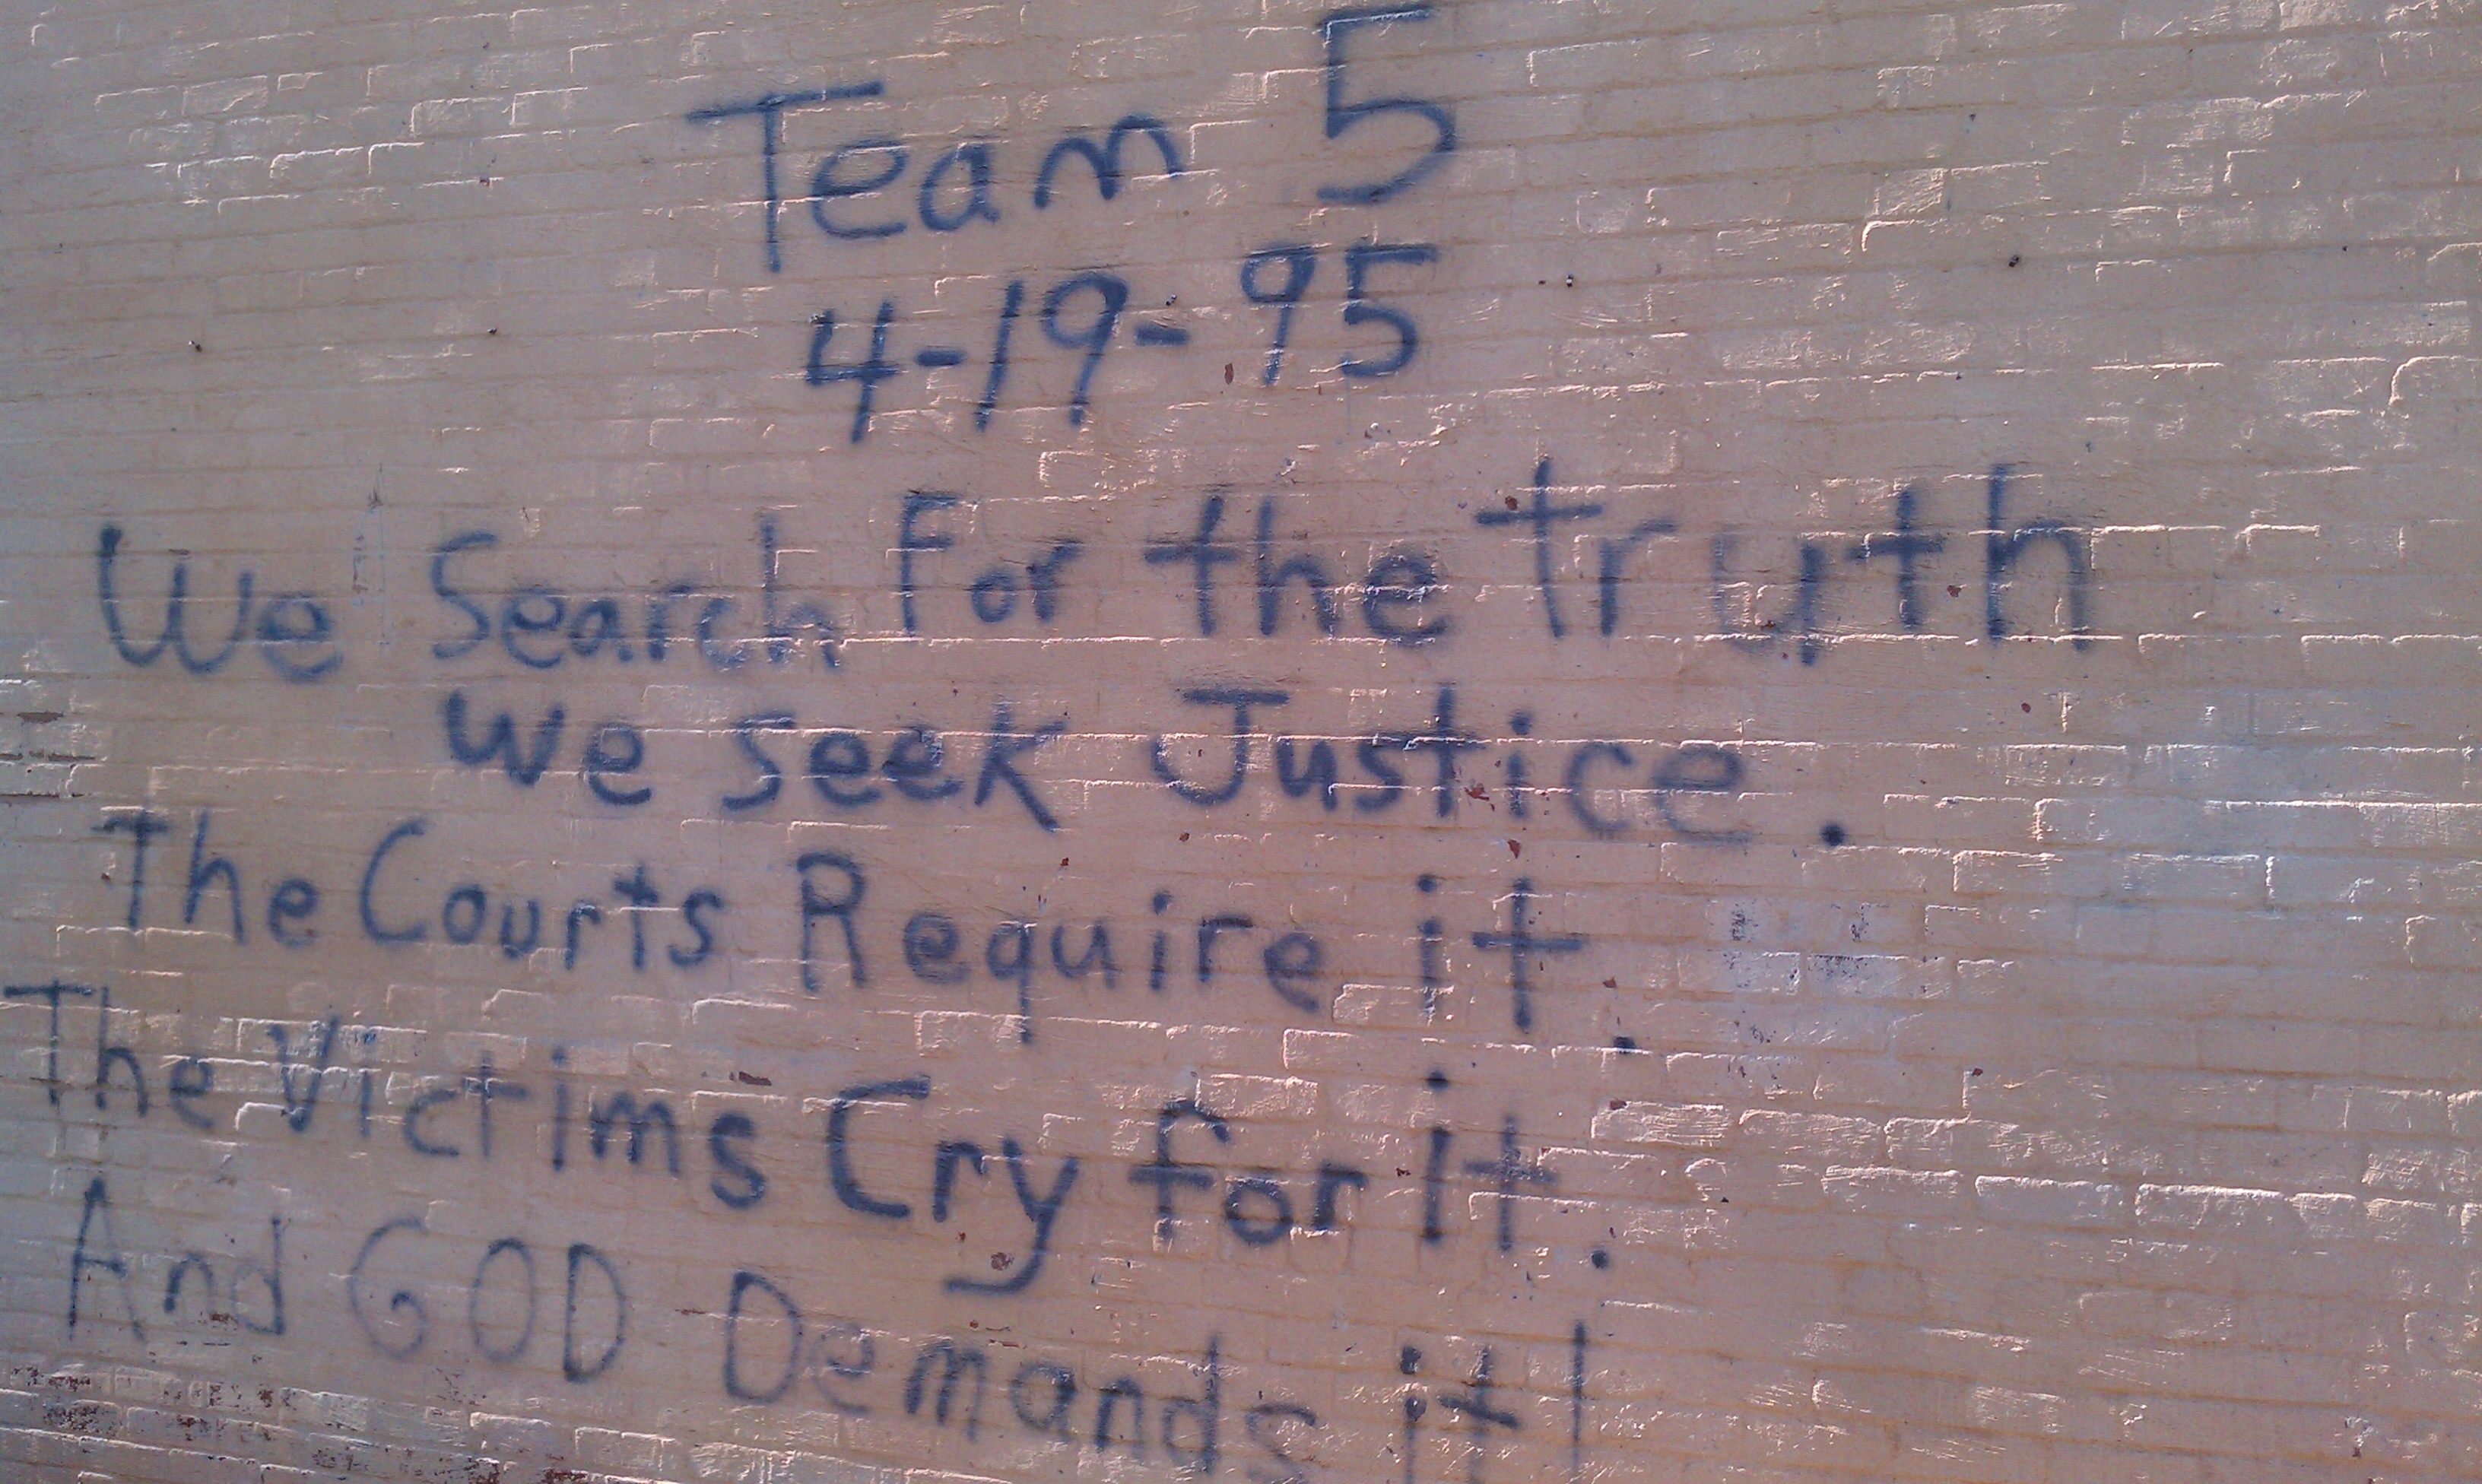 Team 5
4-19-95
We Search For the truth
We seek Justice.
The Courts Require it.
The Victims Cry for it.
And GOD Demands it!